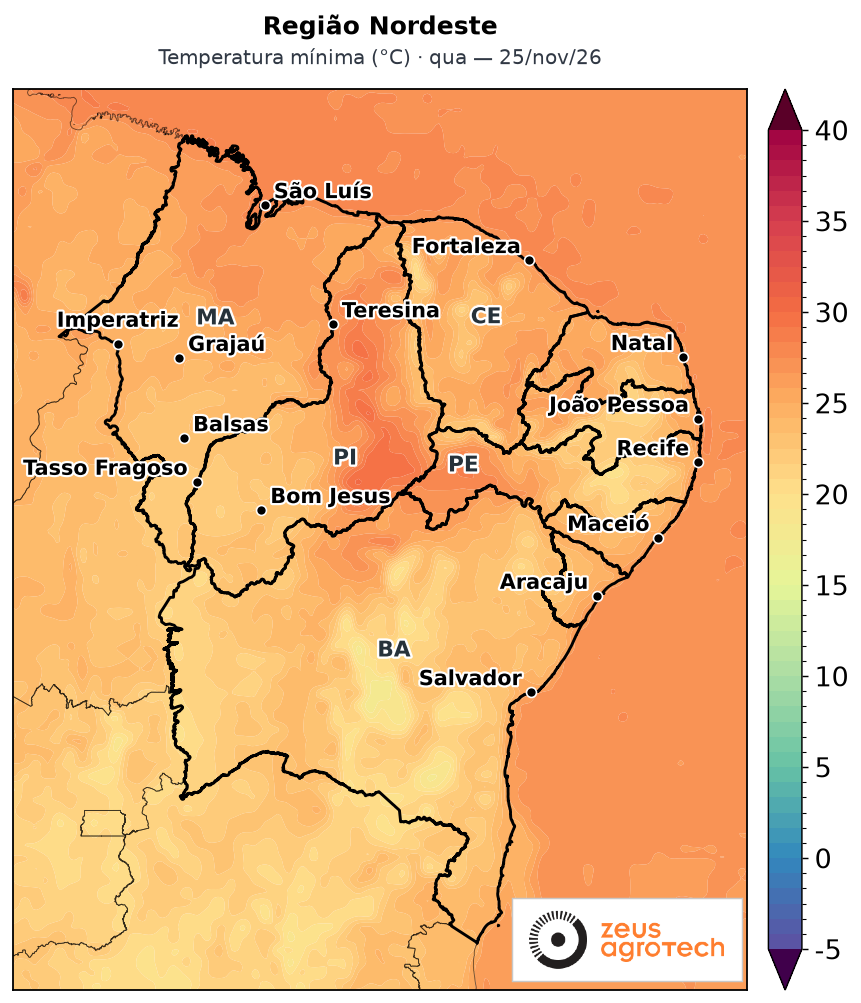 Região Nordeste
Temperatura mínima (°C) · qua — 25/nov/26
São Luís
Fortaleza
Teresina
Imperatriz
MA
CE
Grajaú
Natal
João Pessoa
Balsas
Recife
PI
PE
Tasso Fragoso
Bom Jesus
Maceió
Aracaju
BA
Salvador
40
35
30
25
20
15
10
5
0
-5
zeus
agrotech